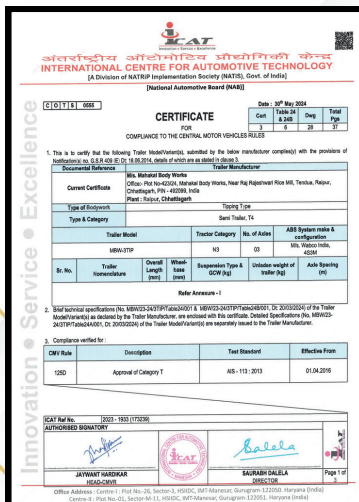 iCAT
Innovation • Service • Excellence
अंतर्राष्ट्रीय ऑटोमोटिव प्रौद्योगिकी केन्द्र
INTERNATIONAL CENTRE FOR AUTOMOTIVE TECHNOLOGY
[A Division of NATRiP Implementation Society (NATIS), Govt. of India]
[National Automotive Board (NAB)]
COTS 0555
Date : 30th May 2024
Cert Table 24 & 24B Dwg Total Pgs
3 6 28 37
CERTIFICATE
FOR
COMPLIANCE TO THE CENTRAL MOTOR VEHICLES RULES
1. This is to certify that the following Trailer Model/Variant(s), submitted by the below manufacturer complies with the provisions of
Notification(s) no. G.S.R 409 (E) Dt: 18.06.2014, details of which are as stated in clause 3.
Documental Reference Trailer Manufacturer
Current Certificate
M/s. Mahakal Body Works
Office:- Plot No-423/24, Mahakal Body Works, Near Raj Rajeshwari Rice Mill, Tendua, Raipur,
Chhattisgarh, PIN - 492099, India
Plant : Raipur, Chhattisgarh
Type of Bodywork Tipping Type
Type & Category Semi Trailer, T4
Trailer Model Tractor Category No. of Axles ABS System make & configuration
MBW-3TIP N3 03 M/s. Wabco India, 4S3M
Sr. No. Trailer Nomenclature Overall Length (mm) Wheel-base (mm) Suspension Type & GCW (kg) Unladen weight of trailer (kg) Axle Spacing (m)
Refer Annexure - I
2. Brief technical specifications (No. MBW/23-24/3TIP/Table24/001 & MBW/23-24/3TIP/Table24B/001, Dt: 20/03/2024) of the Trailer
Model/Variant(s) as declared by the Trailer Manufacturer, are enclosed with this certificate. Detailed Specifications (No. MBW/23-
24/3TIP/Table24A/001, Dt: 20/03/2024) of the Trailer Model/Variant(s) are separately issued to the Trailer Manufacturer.
3. Compliance verified for :
CMV Rule Description Test Standard Effective From
125D Approval of Category T AIS - 113 : 2013 01.04.2016
ICAT Ref No. 2023 - 1933 (173239)
AUTHORISED SIGNATORY
JAYWANT HARDIKAR
HEAD-CMVR
SAURABH DALELA
DIRECTOR
Page 1 of 3
Office Address : Centre-I : Plot No.-26, Sector-3, HSIIDC, IMT-Manesar, Gurugram-122050. Haryana (India)
Centre-II : Plot No.-01, Sector-M-11, HSIIDC, IMT-Manesar, Gurugram-122051. Haryana (India)
Innovation • Service • Excellence